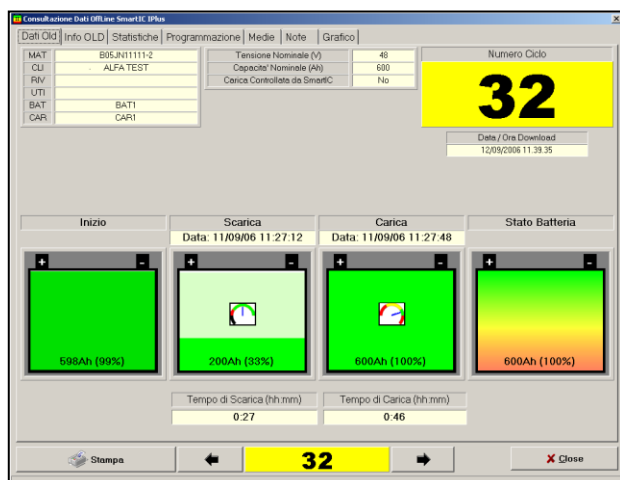 Consultazione Dati OffLine SmartIC IPlus
Dati Old Info OLD Statistiche Programmazione Medie Note Grafico
MAT B05JN11111-2
CLI ALFA TEST
RIV
UTI
BAT BAT1
CAR CAR1
Tensione Nominale (V) 48
Capacita' Nominale (Ah) 600
Carica Controllata da SmartIC No
Numero Ciclo
32
Data / Ora Download
12/09/2006 11.39.35
Inizio Scarica Carica Stato Batteria
Data: 11/09/06 11:27:12 Data: 11/09/06 11:27:48
+ - + - + - + -
598Ah (99%) 200Ah (33%) 600Ah (100%) 600Ah (100%)
Tempo di Scarica (hh:mm) Tempo di Carica (hh:mm)
0:27 0:46
Stampa 32 Close